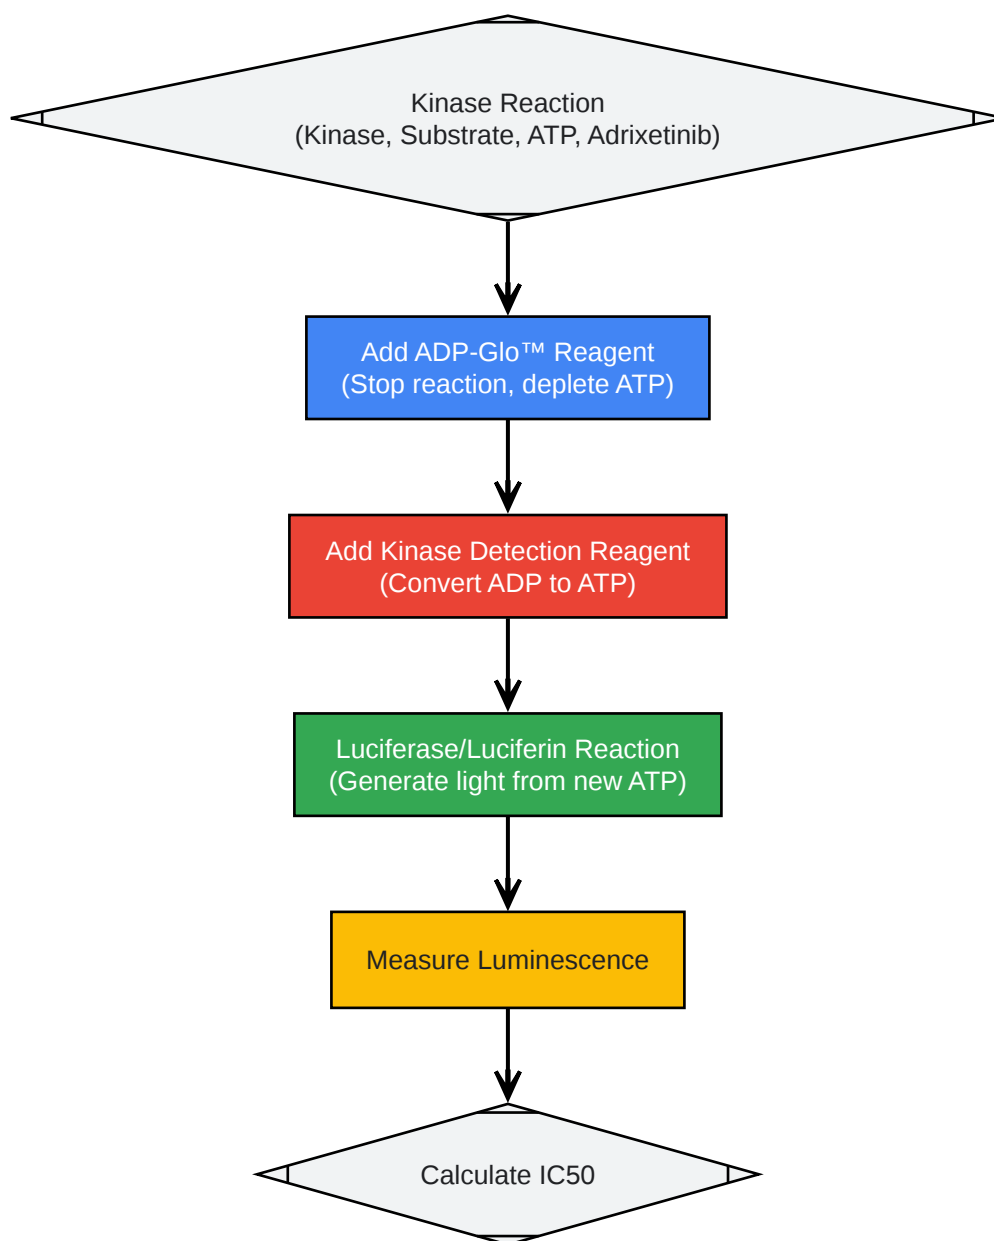 Kinase Reaction
(Kinase, Substrate, ATP, Adrixetinib)
Add ADP-Glo™ Reagent
(Stop reaction, deplete ATP)
Add Kinase Detection Reagent
(Convert ADP to ATP)
Luciferase/Luciferin Reaction
(Generate light from new ATP)
Measure Luminescence
Calculate IC50